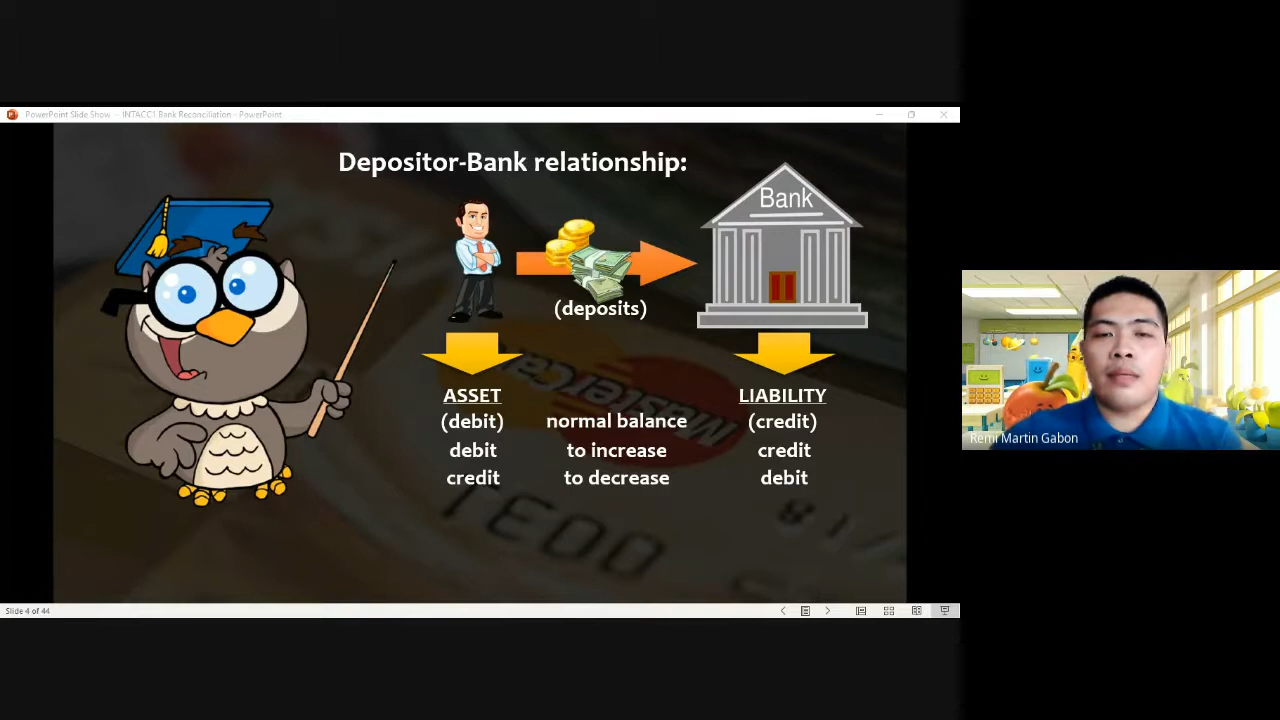 PowerPoint Slide Show - INTACC1 Bank Reconciliation - PowerPoint
Depositor-Bank relationship:
Bank
(deposits)
ASSET LIABILITY
(debit) normal balance (credit)
debit to increase credit
credit to decrease debit
MasterCard
Remi Martin Gabon
Slide 4 of 44